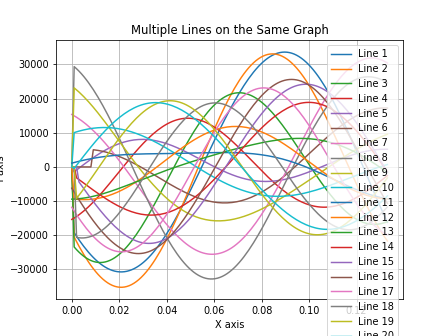 Multiple Lines on the Same Graph
30000
20000
10000
0
−10000
−20000
−30000
0.00
0.02
0.04
0.06
0.08
0.10
X axis
Line 1
Line 2
Line 3
Line 4
Line 5
Line 6
Line 7
Line 8
Line 9
Line 10
Line 11
Line 12
Line 13
Line 14
Line 15
Line 16
Line 17
Line 18
Line 19
Line 20